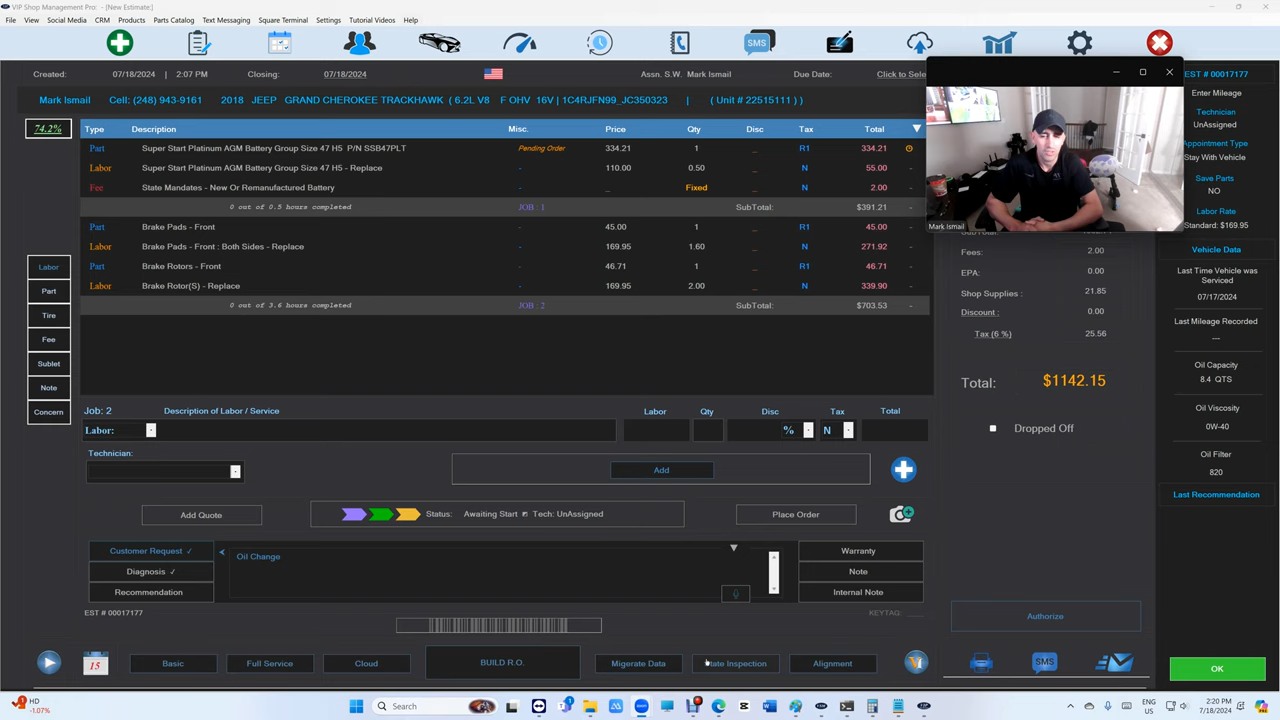 VIP Shop Management Pro: - [New Estimate:]
File View Social Media CRM Products Parts Catalog Text Messaging Square Terminal Settings Tutorial Videos Help
SMS
Created: 07/18/2024 | 2:07 PM Closing: 07/18/2024 Assn. S.W. Mark Ismail Due Date: Click to Sele
EST # 00017177
Mark Ismail Cell: (248) 943-9161 2018 JEEP GRAND CHEROKEE TRACKHAWK ( 6.2L V8 F OHV 16V | 1C4RJFN99_JC350323 | ( Unit # 22515111 ) )
74.2%
Type Description Misc. Price Qty Disc Tax Total
Part Super Start Platinum AGM Battery Group Size 47 H5 P/N SSB47PLT Pending Order 334.21 1 _ R1 334.21
Labor Super Start Platinum AGM Battery Group Size 47 H5 - Replace - 110.00 0.50 _ N 55.00 -
Fee State Mandates - New Or Remanufactured Battery - _ Fixed _ N 2.00 -
0 out of 0.5 hours completed JOB : 1 SubTotal: $391.21 -
Part Brake Pads - Front - 45.00 1 _ R1 45.00 -
Labor Brake Pads - Front : Both Sides - Replace - 169.95 1.60 _ N 271.92 -
Part Brake Rotors - Front - 46.71 1 _ R1 46.71 -
Labor Brake Rotor(S) - Replace - 169.95 2.00 _ N 339.90 -
0 out of 3.6 hours completed JOB : 2 SubTotal: $703.53 -
Labor
Part
Tire
Fee
Sublet
Note
Concern
Mark Ismail
Fees: 2.00
EPA: 0.00
Shop Supplies : 21.85
Discount : 0.00
Tax (6 %) 25.56
Total: $1142.15
Dropped Off
Enter Mileage
Technician
UnAssigned
Appointment Type
Stay With Vehicle
Save Parts
NO
Labor Rate
Standard: $169.95
Vehicle Data
Last Time Vehicle was
Serviced
07/17/2024
Last Mileage Recorded
---
Oil Capacity
8.4 QTS
Oil Viscosity
0W-40
Oil Filter
820
Last Recommendation
Job: 2 Description of Labor / Service Labor Qty Disc Tax Total
Labor: % N
Technician:
Add
Add Quote Status: Awaiting Start Tech: UnAssigned Place Order
Customer Request ✓ Oil Change Warranty
Diagnosis ✓ Note
Recommendation Internal Note
EST # 00017177 KEYTAG:
Authorize
15 Basic Full Service Cloud BUILD R.O. Migerate Data State Inspection Alignment SMS OK
HD
-1.07%
Search
ENG
US
2:20 PM
7/18/2024